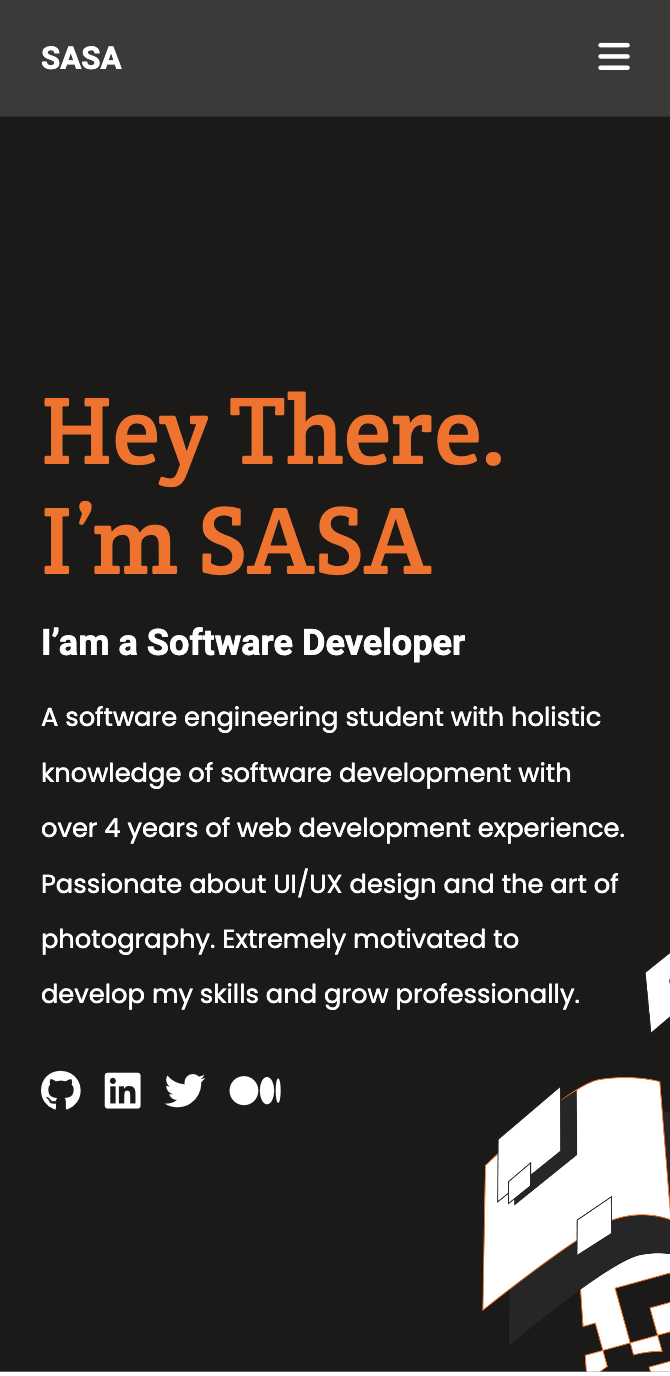 SASA
Hey There.
I’m SASA
I’am a Software Developer
A software engineering student with holistic
knowledge of software development with
over 4 years of web development experience.
Passionate about UI/UX design and the art of
photography. Extremely motivated to
develop my skills and grow professionally.